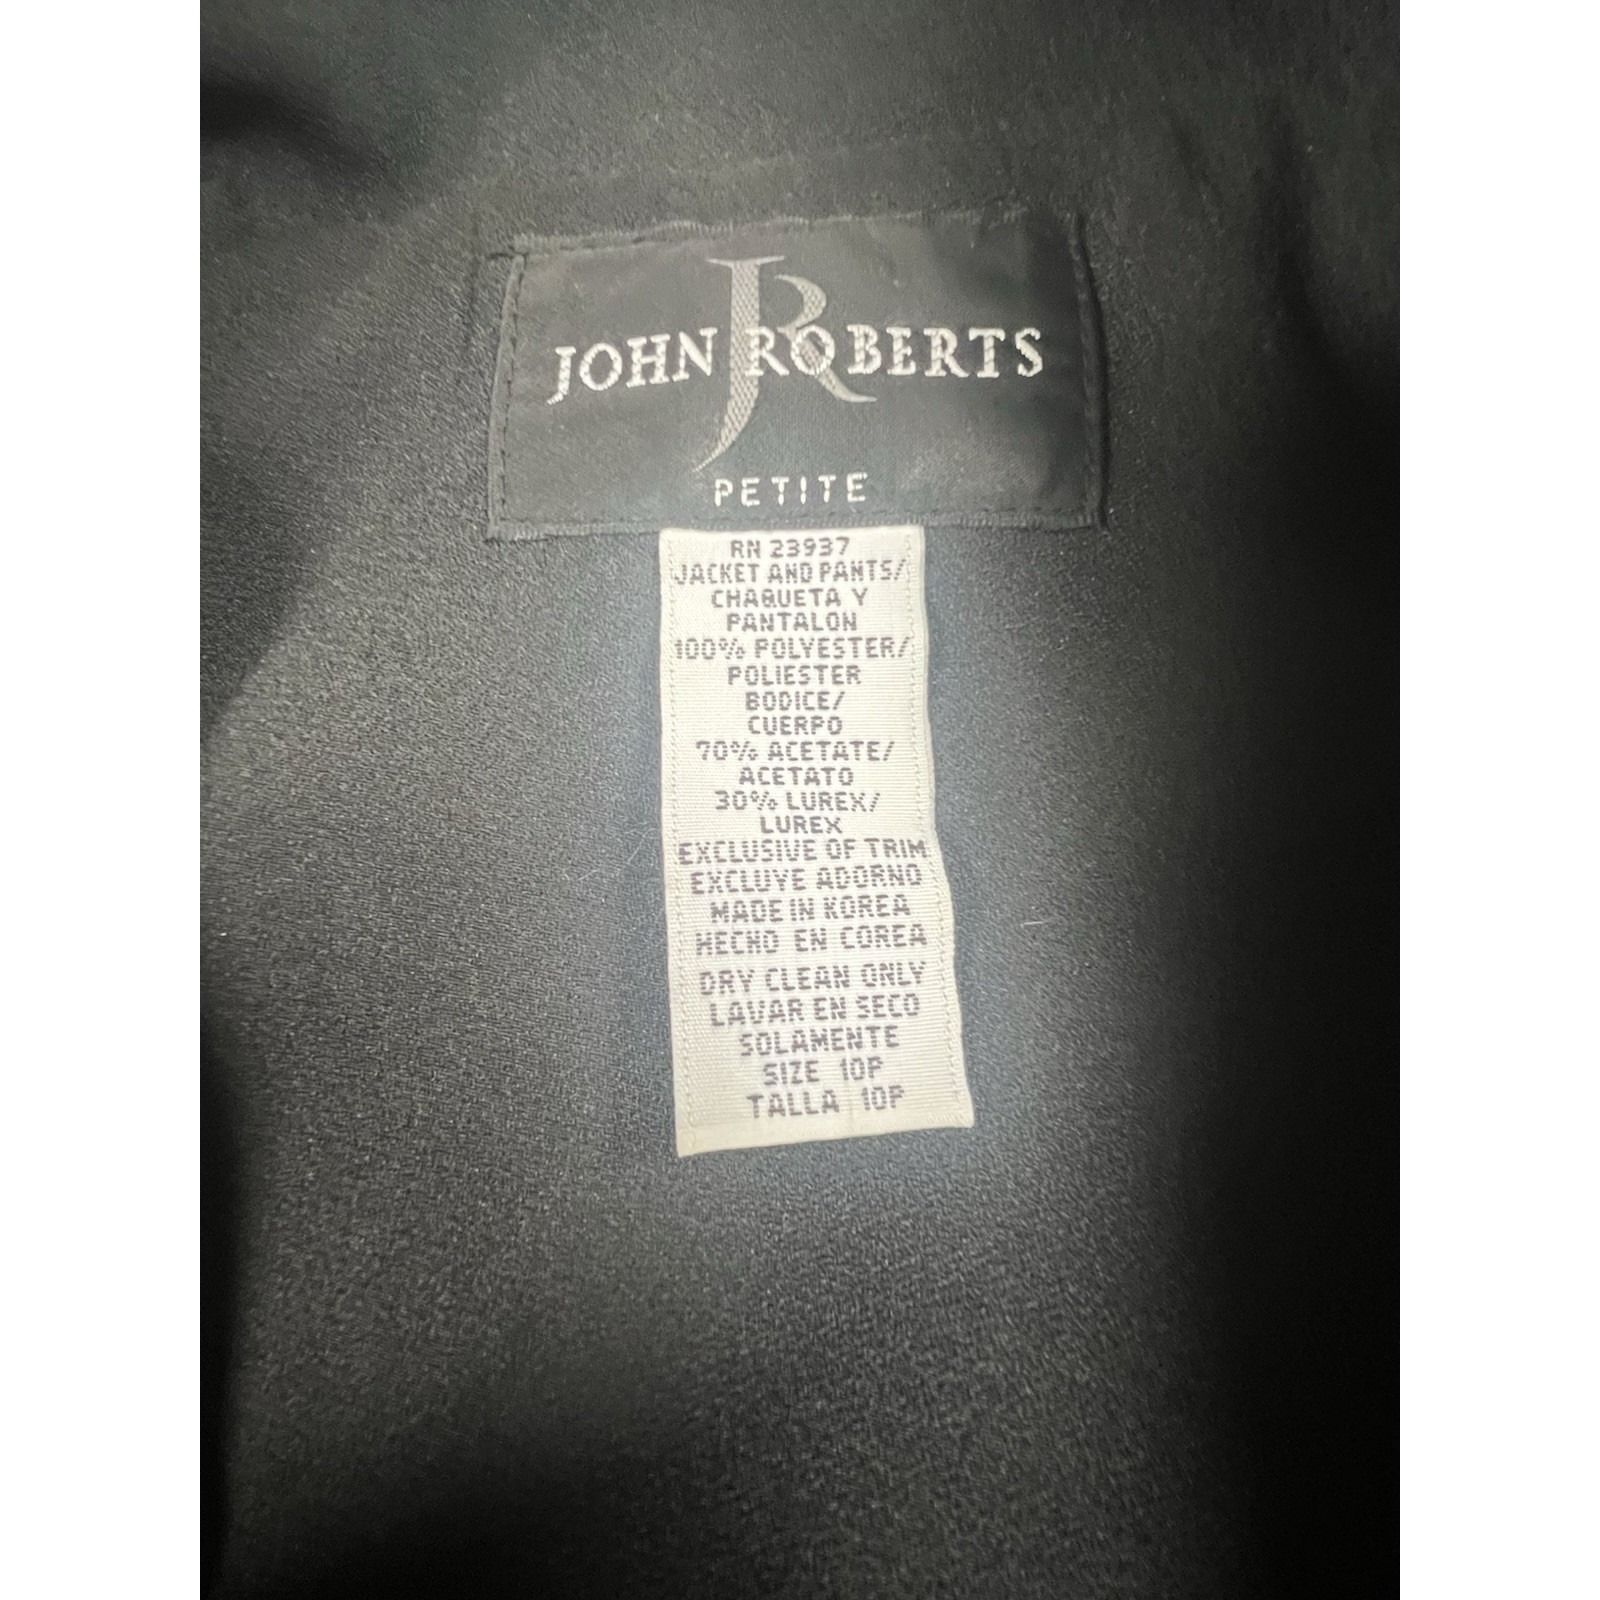 JR
JOHN ROBERTS
PETITE
RN 23937
JACKET AND PANTS/
CHAQUETA Y
PANTALON
100% POLYESTER/
POLIESTER
BODICE/
CUERPO
70% ACETATE/
ACETATO
30% LUREX/
LUREX
EXCLUSIVE OF TRIM
EXCLUYE ADORNO
MADE IN KOREA
HECHO EN COREA
DRY CLEAN ONLY
LAVAR EN SECO
SOLAMENTE
SIZE 10P
TALLA 10P